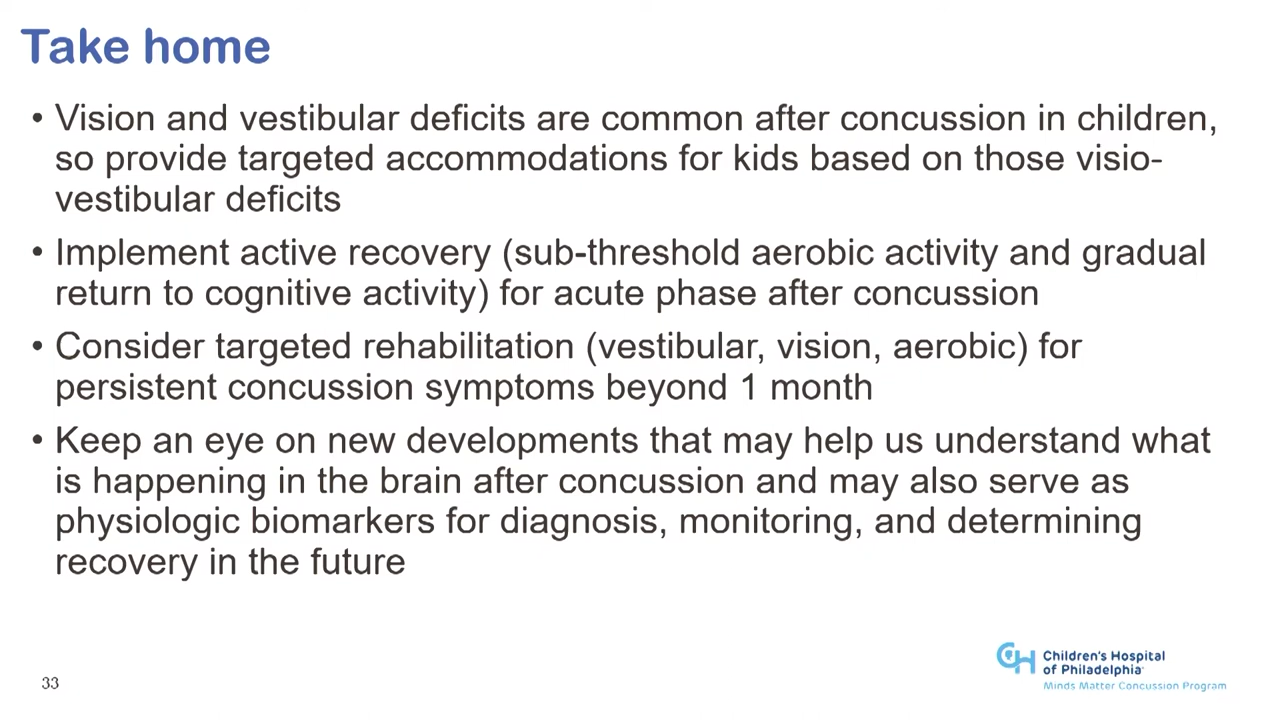 Take home
• Vision and vestibular deficits are common after concussion in children,
so provide targeted accommodations for kids based on those visio-
vestibular deficits
• Implement active recovery (sub-threshold aerobic activity and gradual
return to cognitive activity) for acute phase after concussion
• Consider targeted rehabilitation (vestibular, vision, aerobic) for
persistent concussion symptoms beyond 1 month
• Keep an eye on new developments that may help us understand what
is happening in the brain after concussion and may also serve as
physiologic biomarkers for diagnosis, monitoring, and determining
recovery in the future
33
CH Children's Hospital
of Philadelphia
Minds Matter Concussion Program